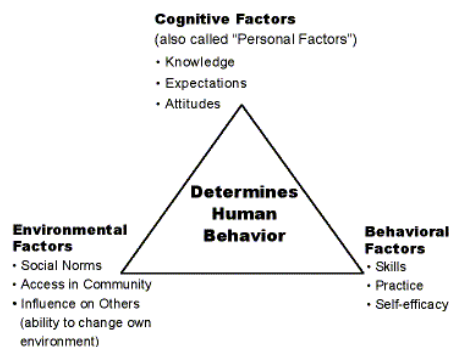 Cognitive Factors
(also called "Personal Factors")
• Knowledge
• Expectations
• Attitudes
Determines
Human
Behavior
Environmental
Factors
• Social Norms
• Access in Community
• Influence on Others
(ability to change own
environment)
Behavioral
Factors
• Skills
• Practice
• Self-efficacy